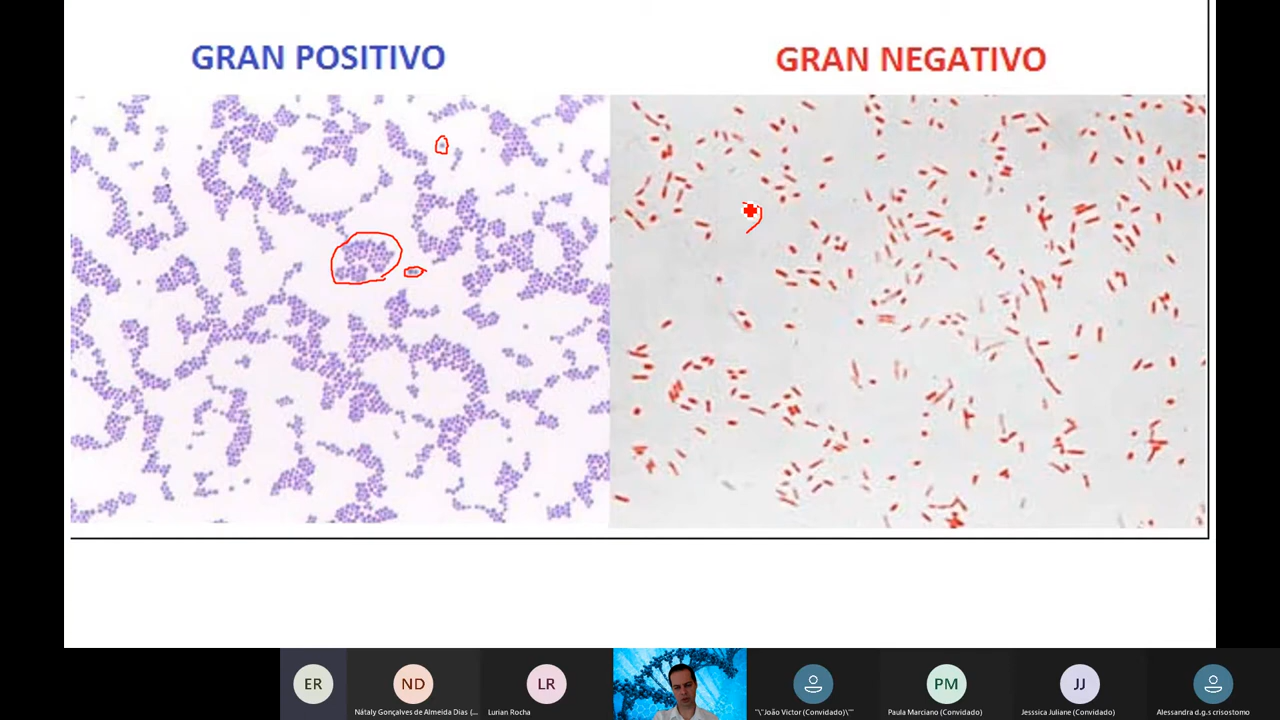 GRAN POSITIVO
GRAN NEGATIVO
ER
ND
LR
PM
JJ
Nátaly Gonçalves de Almeida Dias (...
Lurian Rocha
"\"João Victor (Convidado)\""
Paula Marciano (Convidado)
Jesssica Juliane (Convidado)
Alessandra d.g.s crisostomo